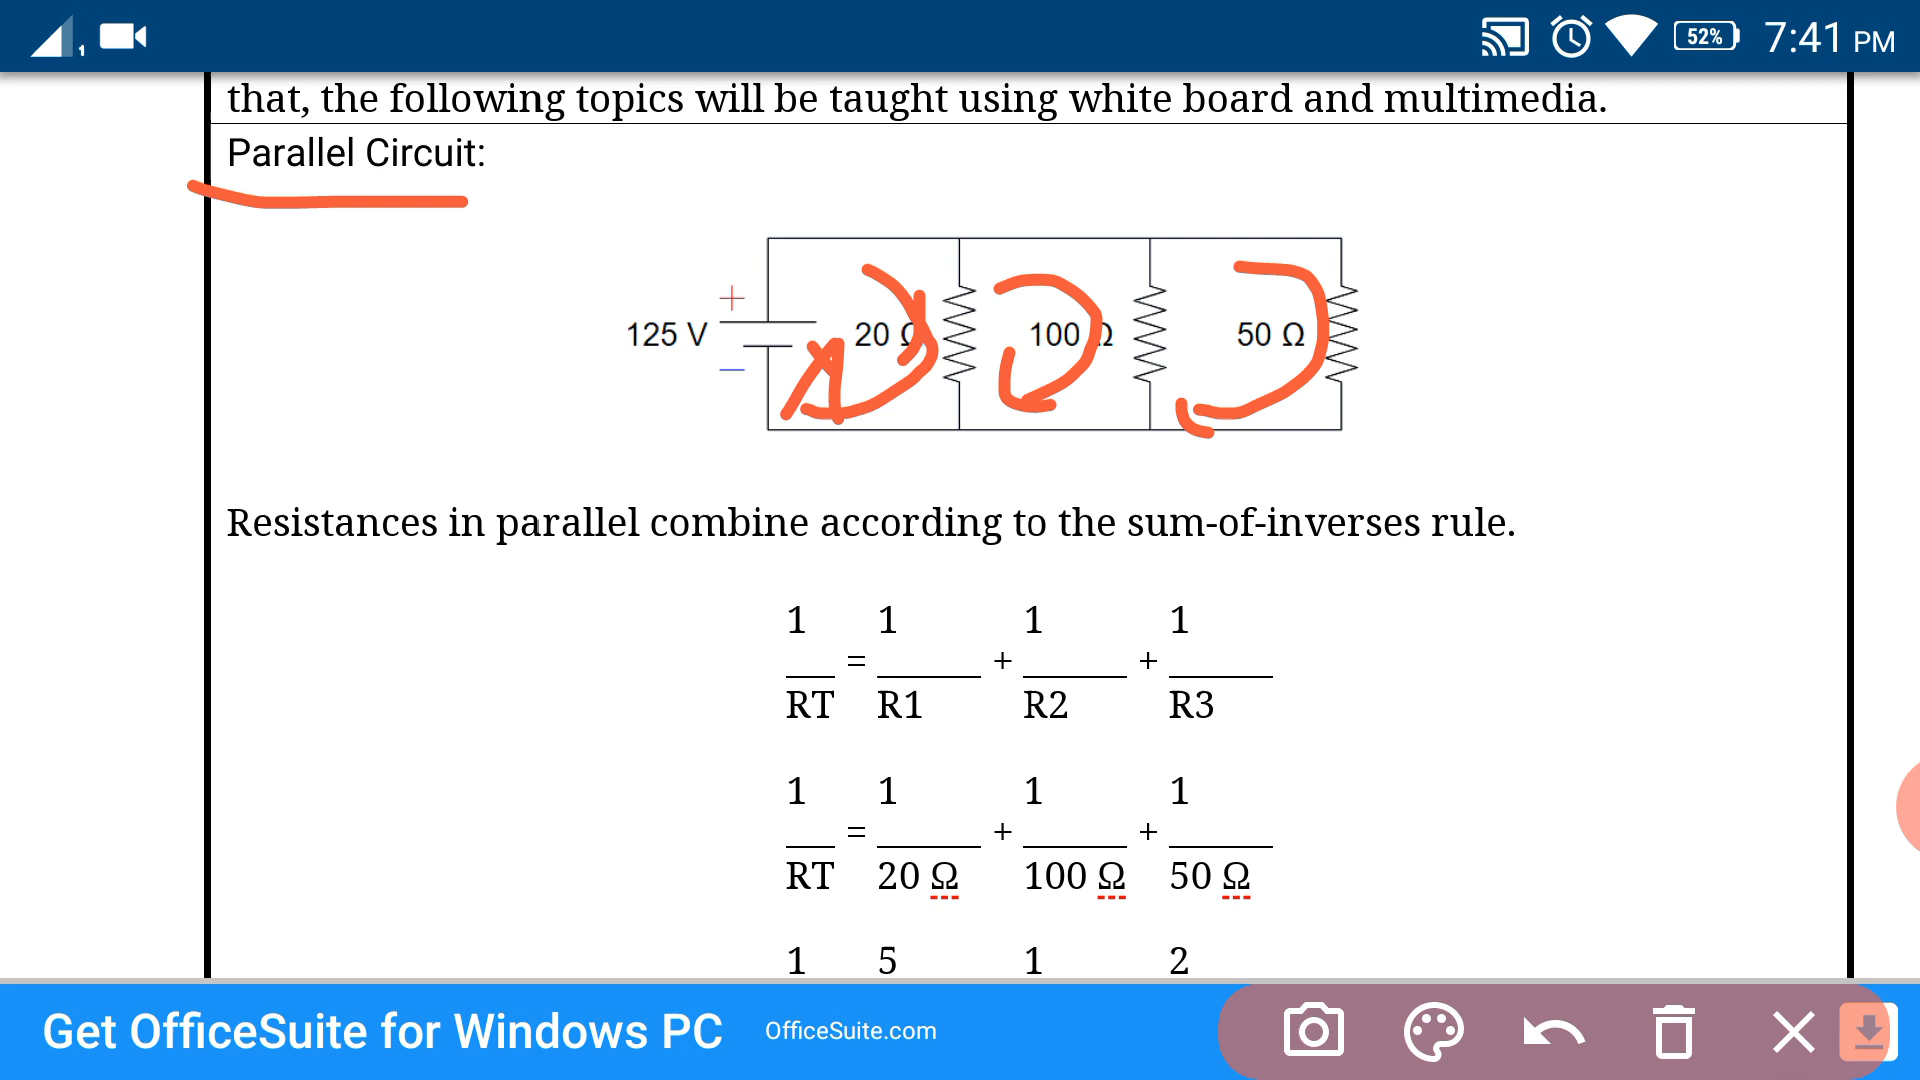 1
52%
7:41 PM
that, the following topics will be taught using white board and multimedia.
Parallel Circuit:
+
125 V 20 Ω 100 Ω 50 Ω
−
Resistances in parallel combine according to the sum-of-inverses rule.
1 1 1 1
= + +
RT R1 R2 R3
1 1 1 1
= + +
RT 20 Ω 100 Ω 50 Ω
1 5 1 2
Get OfficeSuite for Windows PC OfficeSuite.com